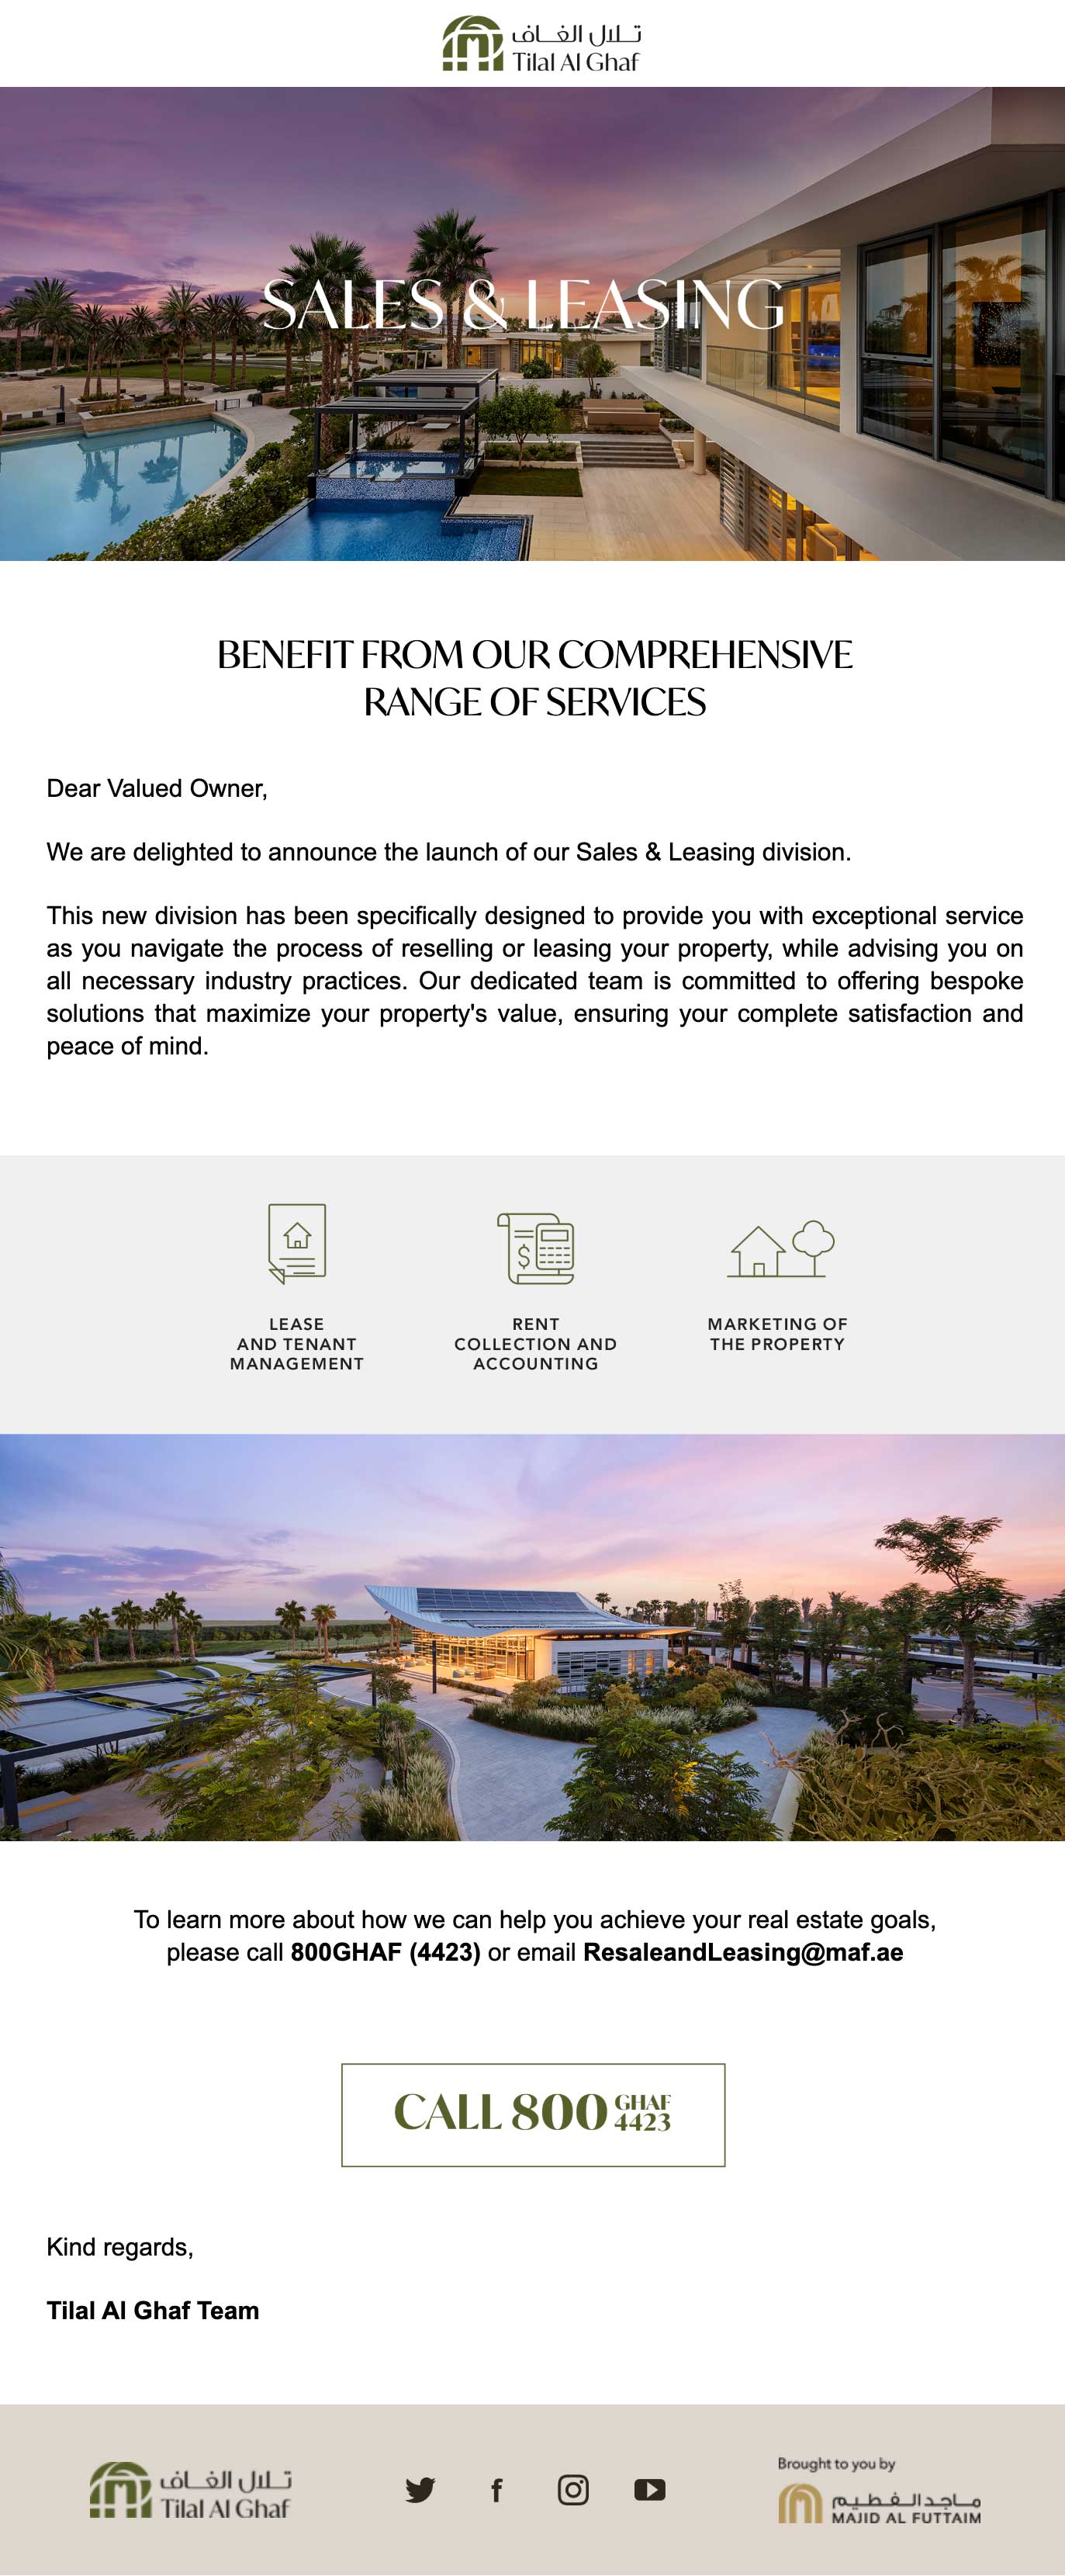 تـلال الغـاف
Tilal Al Ghaf
SALES & LEASING
BENEFIT FROM OUR COMPREHENSIVE
RANGE OF SERVICES
Dear Valued Owner,
We are delighted to announce the launch of our Sales & Leasing division.
This new division has been specifically designed to provide you with exceptional service
as you navigate the process of reselling or leasing your property, while advising you on
all necessary industry practices. Our dedicated team is committed to offering bespoke
solutions that maximize your property's value, ensuring your complete satisfaction and
peace of mind.
LEASE
AND TENANT
MANAGEMENT
RENT
COLLECTION AND
ACCOUNTING
MARKETING OF
THE PROPERTY
To learn more about how we can help you achieve your real estate goals,
please call 800GHAF (4423) or email ResaleandLeasing@maf.ae
CALL 800 GHAF
4423
Kind regards,
Tilal Al Ghaf Team
تـلال الغـاف
Tilal Al Ghaf
Brought to you by
ماجد الفطيم
MAJID AL FUTTAIM